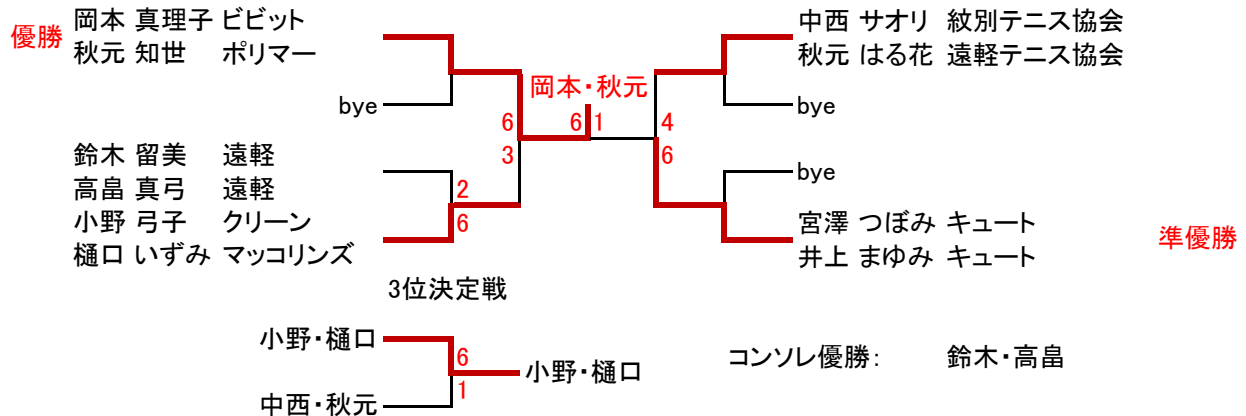 優勝
岡本 真理子 ビビット
秋元 知世 ポリマー
bye
鈴木 留美 遠軽
高畠 真弓 遠軽
小野 弓子 クリーン
樋口 いずみ マッコリンズ
2
6
6
3
岡本・秋元
6 1
4
6
中西 サオリ 紋別テニス協会
秋元 はる花 遠軽テニス協会
bye
bye
宮澤 つぼみ キュート
井上 まゆみ キュート
準優勝
3位決定戦
小野・樋口
中西・秋元
6
1
小野・樋口
コンソレ優勝: 鈴木・高畠